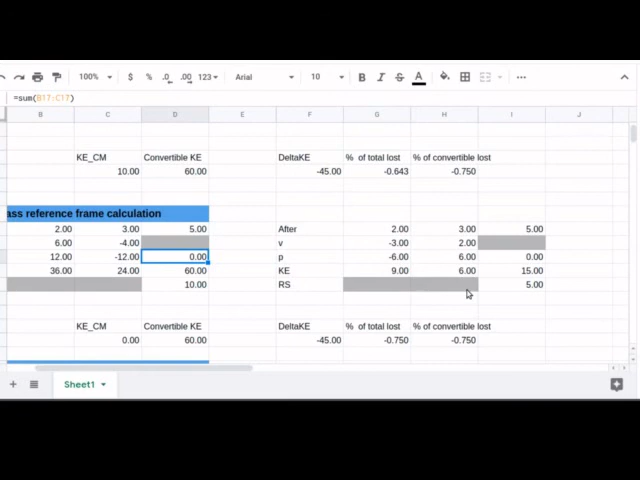 100% $ % .0 .00 123 Arial 10 B I S A
=sum(B17:C17)
B C D E F G H I J
KE_CM Convertible KE DeltaKE % of total lost % of convertible lost
10.00 60.00 -45.00 -0.643 -0.750
ass reference frame calculation
2.00 3.00 5.00 After 2.00 3.00 5.00
6.00 -4.00 v -3.00 2.00
12.00 -12.00 0.00 p -6.00 6.00 0.00
36.00 24.00 60.00 KE 9.00 6.00 15.00
10.00 RS 5.00
KE_CM Convertible KE DeltaKE % of total lost % of convertible lost
0.00 60.00 -45.00 -0.750 -0.750
Sheet1